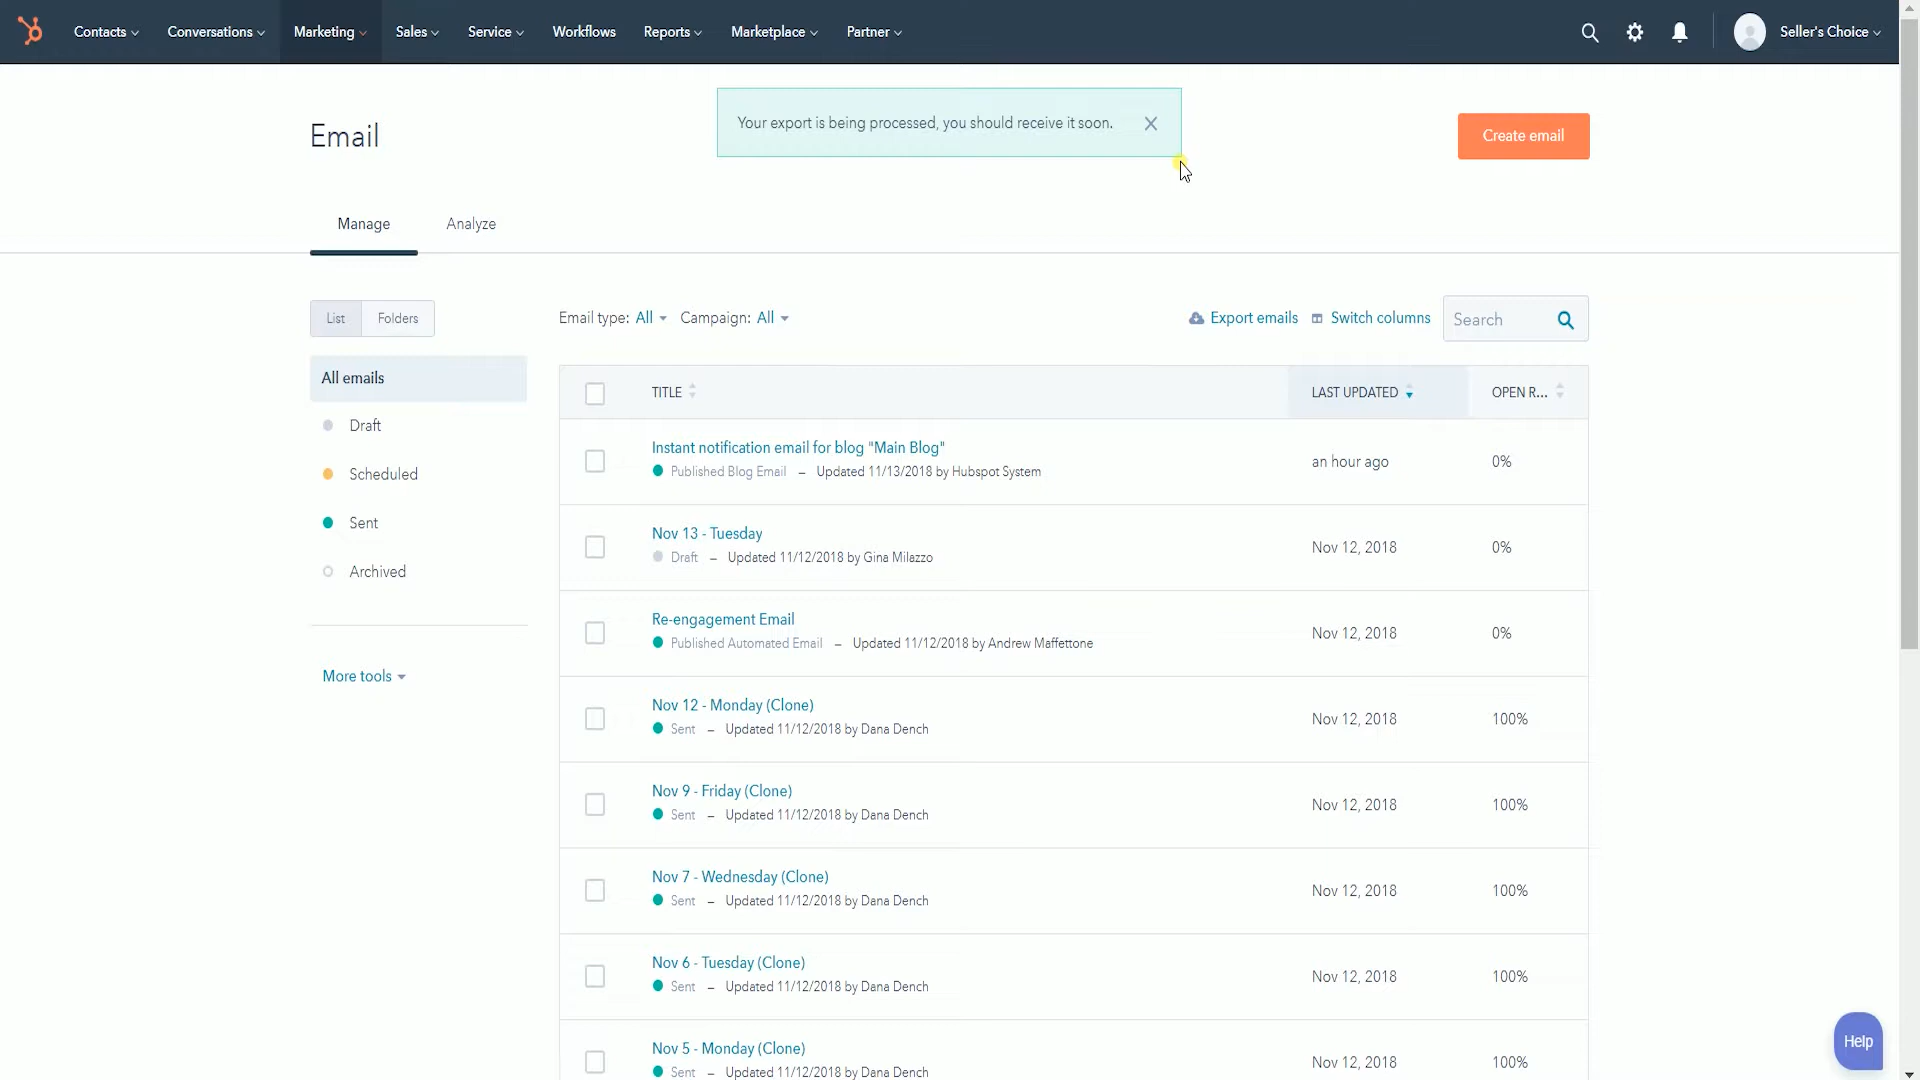 Contacts Conversations Marketing Sales Service Workflows Reports Marketplace Partner Seller's Choice
Your export is being processed, you should receive it soon.
Email
Create email
Manage Analyze
List Folders
Email type: All Campaign: All Export emails Switch columns Search
All emails
Draft
Scheduled
Sent
Archived
More tools
TITLE LAST UPDATED OPEN R...
Instant notification email for blog "Main Blog"
Published Blog Email – Updated 11/13/2018 by Hubspot System
an hour ago 0%
Nov 13 - Tuesday
Draft – Updated 11/12/2018 by Gina Milazzo
Nov 12, 2018 0%
Re-engagement Email
Published Automated Email – Updated 11/12/2018 by Andrew Maffettone
Nov 12, 2018 0%
Nov 12 - Monday (Clone)
Sent – Updated 11/12/2018 by Dana Dench
Nov 12, 2018 100%
Nov 9 - Friday (Clone)
Sent – Updated 11/12/2018 by Dana Dench
Nov 12, 2018 100%
Nov 7 - Wednesday (Clone)
Sent – Updated 11/12/2018 by Dana Dench
Nov 12, 2018 100%
Nov 6 - Tuesday (Clone)
Sent – Updated 11/12/2018 by Dana Dench
Nov 12, 2018 100%
Nov 5 - Monday (Clone)
Sent – Updated 11/12/2018 by Dana Dench
Nov 12, 2018 100%
Help